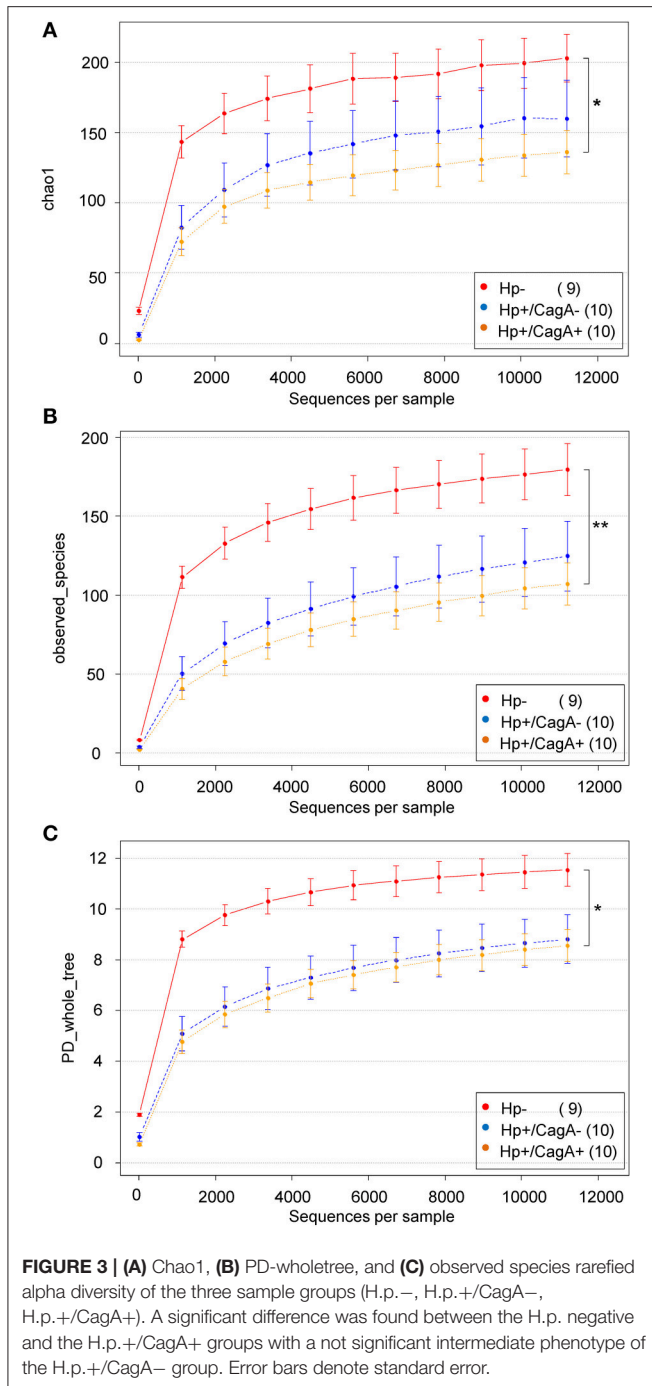 A
200
150
100
50
0
chao1
*
Hp- ( 9)
Hp+/CagA- (10)
Hp+/CagA+ (10)
0 2000 4000 6000 8000 10000 12000
Sequences per sample
B
200
150
100
50
0
observed_species
**
Hp- ( 9)
Hp+/CagA- (10)
Hp+/CagA+ (10)
0 2000 4000 6000 8000 10000 12000
Sequences per sample
C
12
10
8
6
4
2
0
PD_whole_tree
*
Hp- ( 9)
Hp+/CagA- (10)
Hp+/CagA+ (10)
0 2000 4000 6000 8000 10000 12000
Sequences per sample
FIGURE 3 | (A) Chao1, (B) PD-wholetree, and (C) observed species rarefied
alpha diversity of the three sample groups (H.p.−, H.p.+/CagA−,
H.p.+/CagA+). A significant difference was found between the H.p. negative
and the H.p.+/CagA+ groups with a not significant intermediate phenotype of
the H.p.+/CagA− group. Error bars denote standard error.